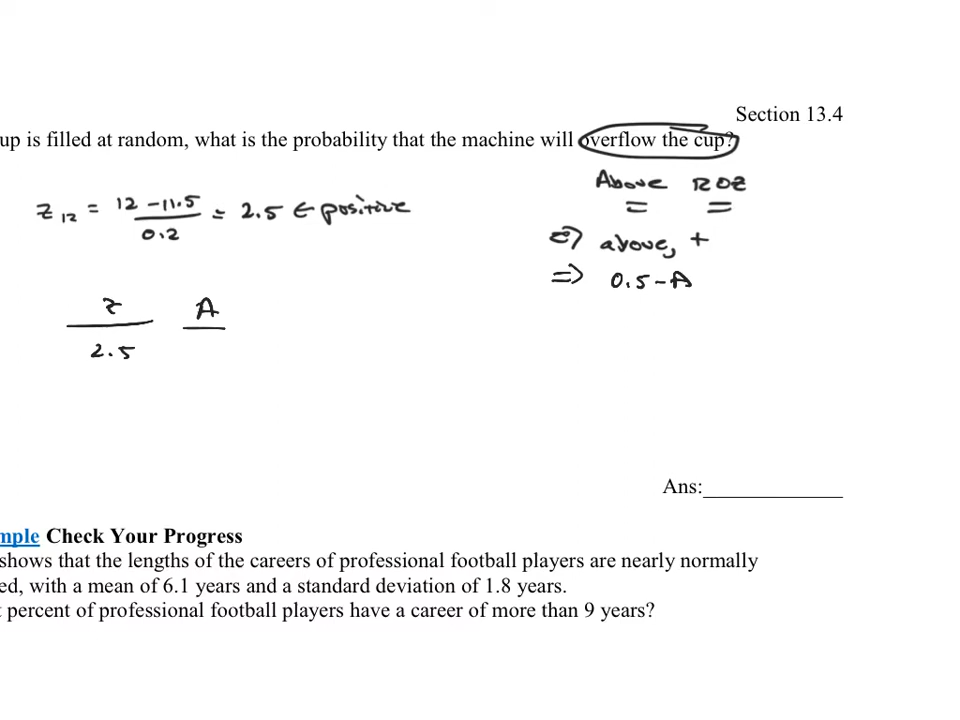 Section 13.4
up is filled at random, what is the probability that the machine will overflow the cup?
Above 12 oz
z12 = 12 - 11.5 / 0.2 = 2.5 ← positive
⇒ above, +
⇒ 0.5 - A
z A
2.5
Ans:_____________
mple Check Your Progress
shows that the lengths of the careers of professional football players are nearly normally
ed, with a mean of 6.1 years and a standard deviation of 1.8 years.
t percent of professional football players have a career of more than 9 years?